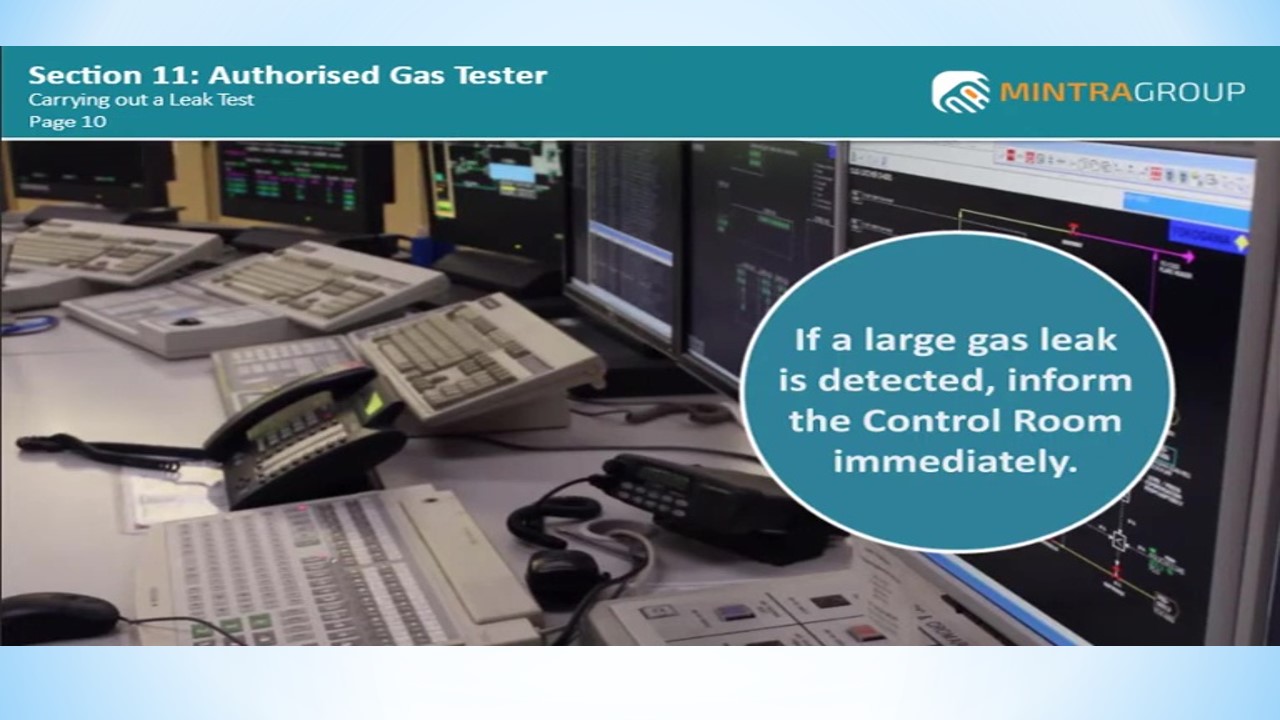 Section 11: Authorised Gas Tester
Carrying out a Leak Test
Page 10
MINTRAGROUP
YOKOGAWA
If a large gas leak
is detected, inform
the Control Room
immediately.